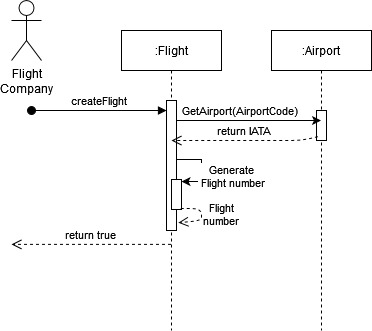 :Flight
:Airport
Flight
Company
createFlight
GetAirport(AirportCode)
return IATA
Generate
Flight number
Flight
number
return true